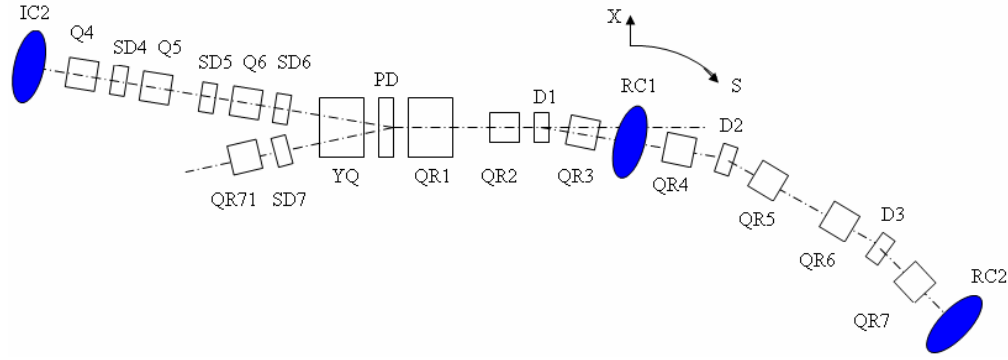 IC2
Q4
SD4
Q5
SD5
Q6
SD6
PD
YQ
QR1
QR71
SD7
QR2
D1
QR3
RC1
X
S
QR4
D2
QR5
QR6
D3
QR7
RC2